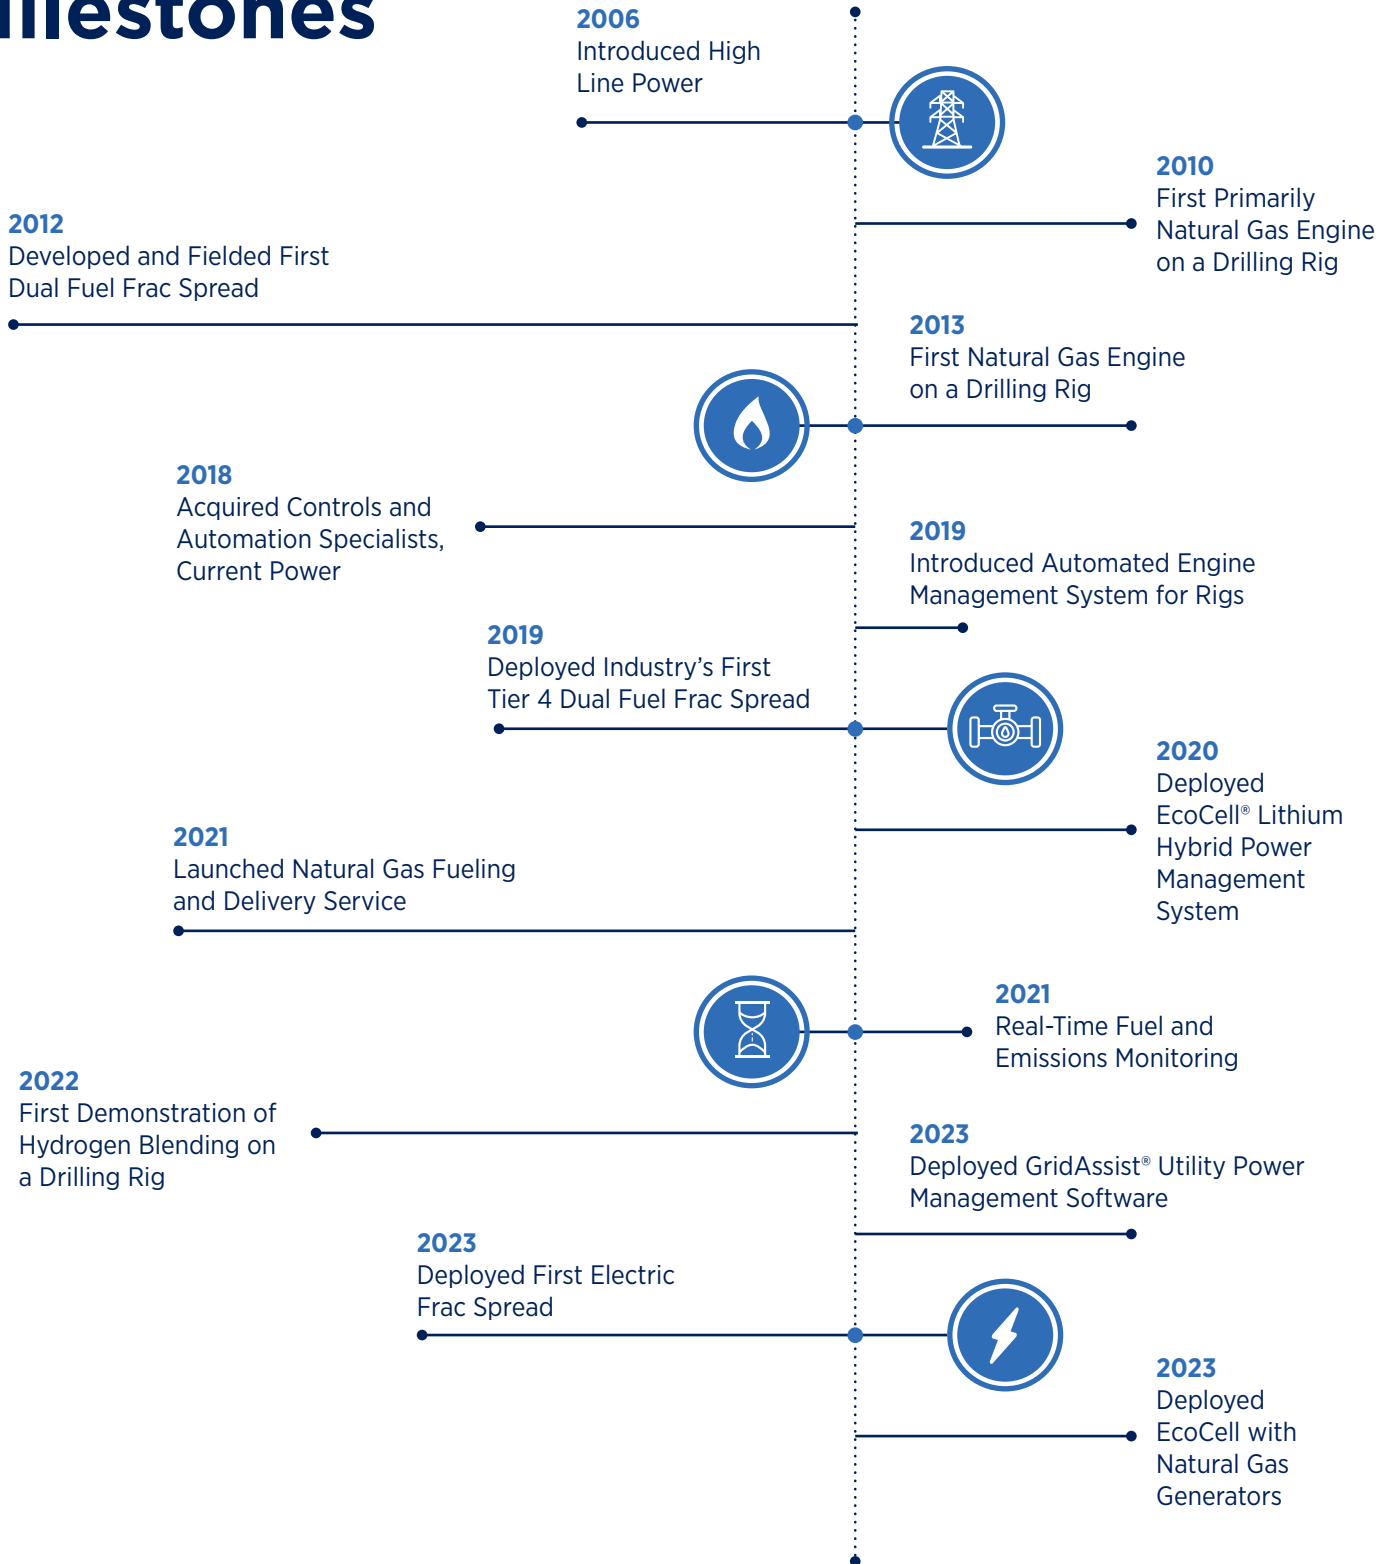 Milestones
2006
Introduced High
Line Power
2010
First Primarily
Natural Gas Engine
on a Drilling Rig
2012
Developed and Fielded First
Dual Fuel Frac Spread
2013
First Natural Gas Engine
on a Drilling Rig
2018
Acquired Controls and
Automation Specialists,
Current Power
2019
Introduced Automated Engine
Management System for Rigs
2019
Deployed Industry’s First
Tier 4 Dual Fuel Frac Spread
2020
Deployed
EcoCell® Lithium
Hybrid Power
Management
System
2021
Launched Natural Gas Fueling
and Delivery Service
2021
Real-Time Fuel and
Emissions Monitoring
2022
First Demonstration of
Hydrogen Blending on
a Drilling Rig
2023
Deployed GridAssist® Utility Power
Management Software
2023
Deployed First Electric
Frac Spread
2023
Deployed
EcoCell with
Natural Gas
Generators